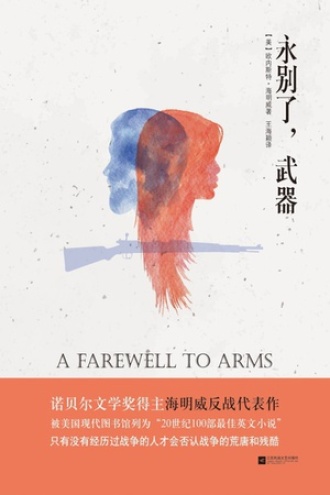 永别了，武器
【美】欧内斯特·海明威 著
王海颖 译
A FAREWELL TO ARMS
诺贝尔文学奖得主海明威反战代表作
被美国现代图书馆列为“20世纪100部最佳英文小说”
只有没有经历过战争的人才会否认战争的荒唐和残酷